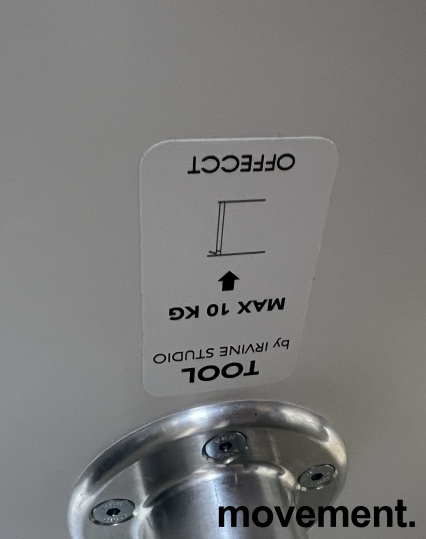 TOOL
by IRVINE STUDIO
MAX 10 KG
OFFECCT
movement.